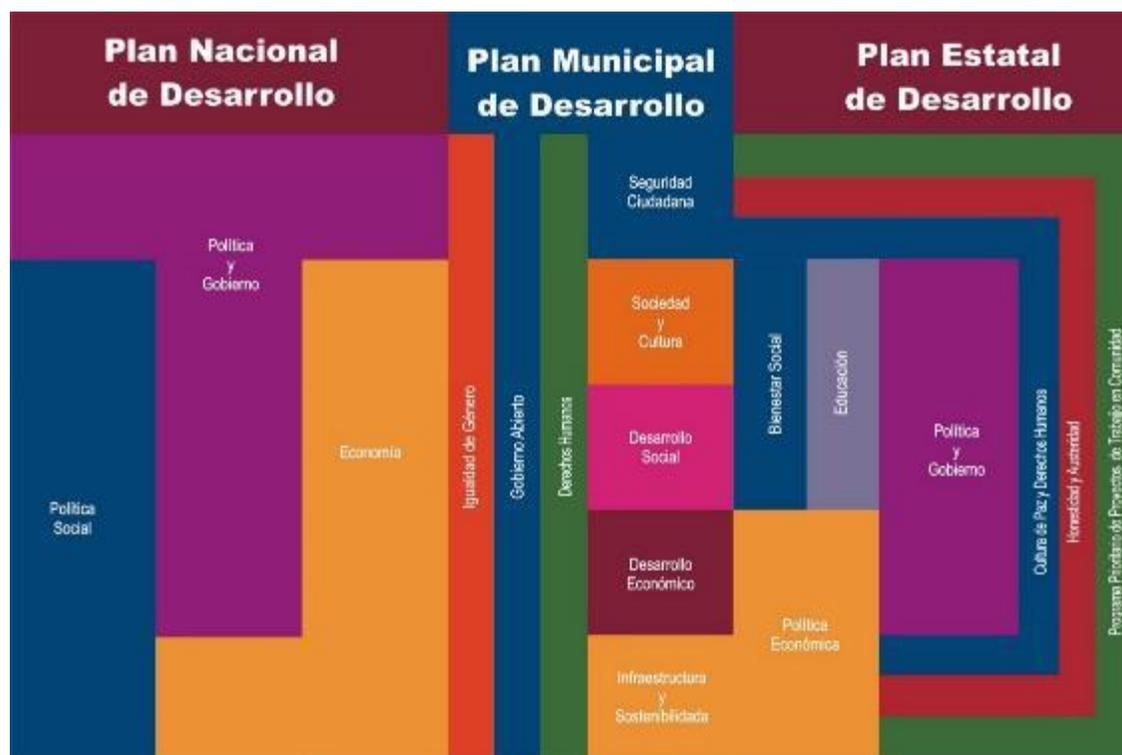 Plan Nacional
de Desarrollo
Plan Municipal
de Desarrollo
Plan Estatal
de Desarrollo
Política
y
Gobierno
Política
Social
Economía
Igualdad de Género
Gobierno Abierto
Derechos Humanos
Seguridad
Ciudadana
Sociedad
y
Cultura
Desarrollo
Social
Desarrollo
Económico
Infraestructura
y
Sostenibilidada
Bienestar Social
Educación
Política
Económica
Política
y
Gobierno
Cultura de Paz y Derechos Humanos
Honestidad y Austeridad
Programa Prioritario de Proyectos de Trabajo en Comunidad